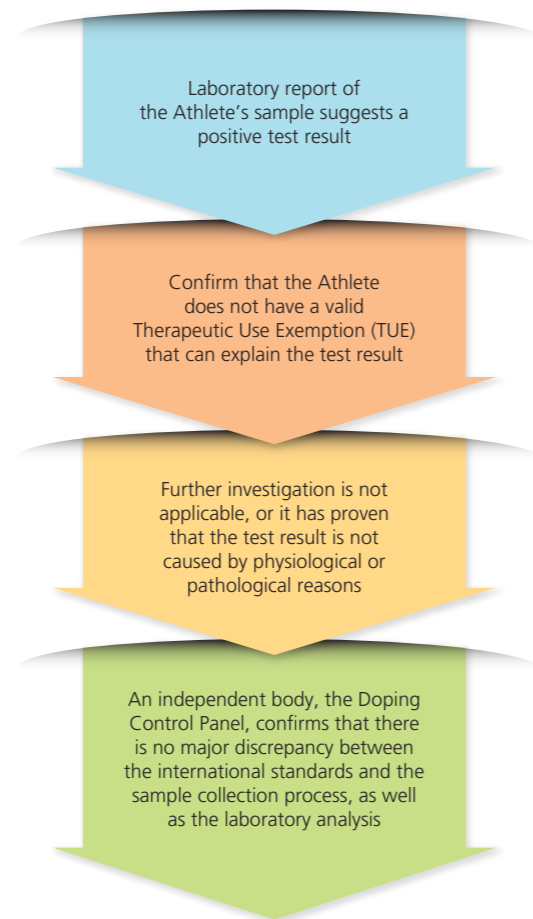 Laboratory report of
the Athlete's sample suggests a
positive test result
Confirm that the Athlete
does not have a valid
Therapeutic Use Exemption (TUE)
that can explain the test result
Further investigation is not
applicable, or it has proven
that the test result is not
caused by physiological or
pathological reasons
An independent body, the Doping
Control Panel, confirms that there
is no major discrepancy between
the international standards and the
sample collection process, as well
as the laboratory analysis